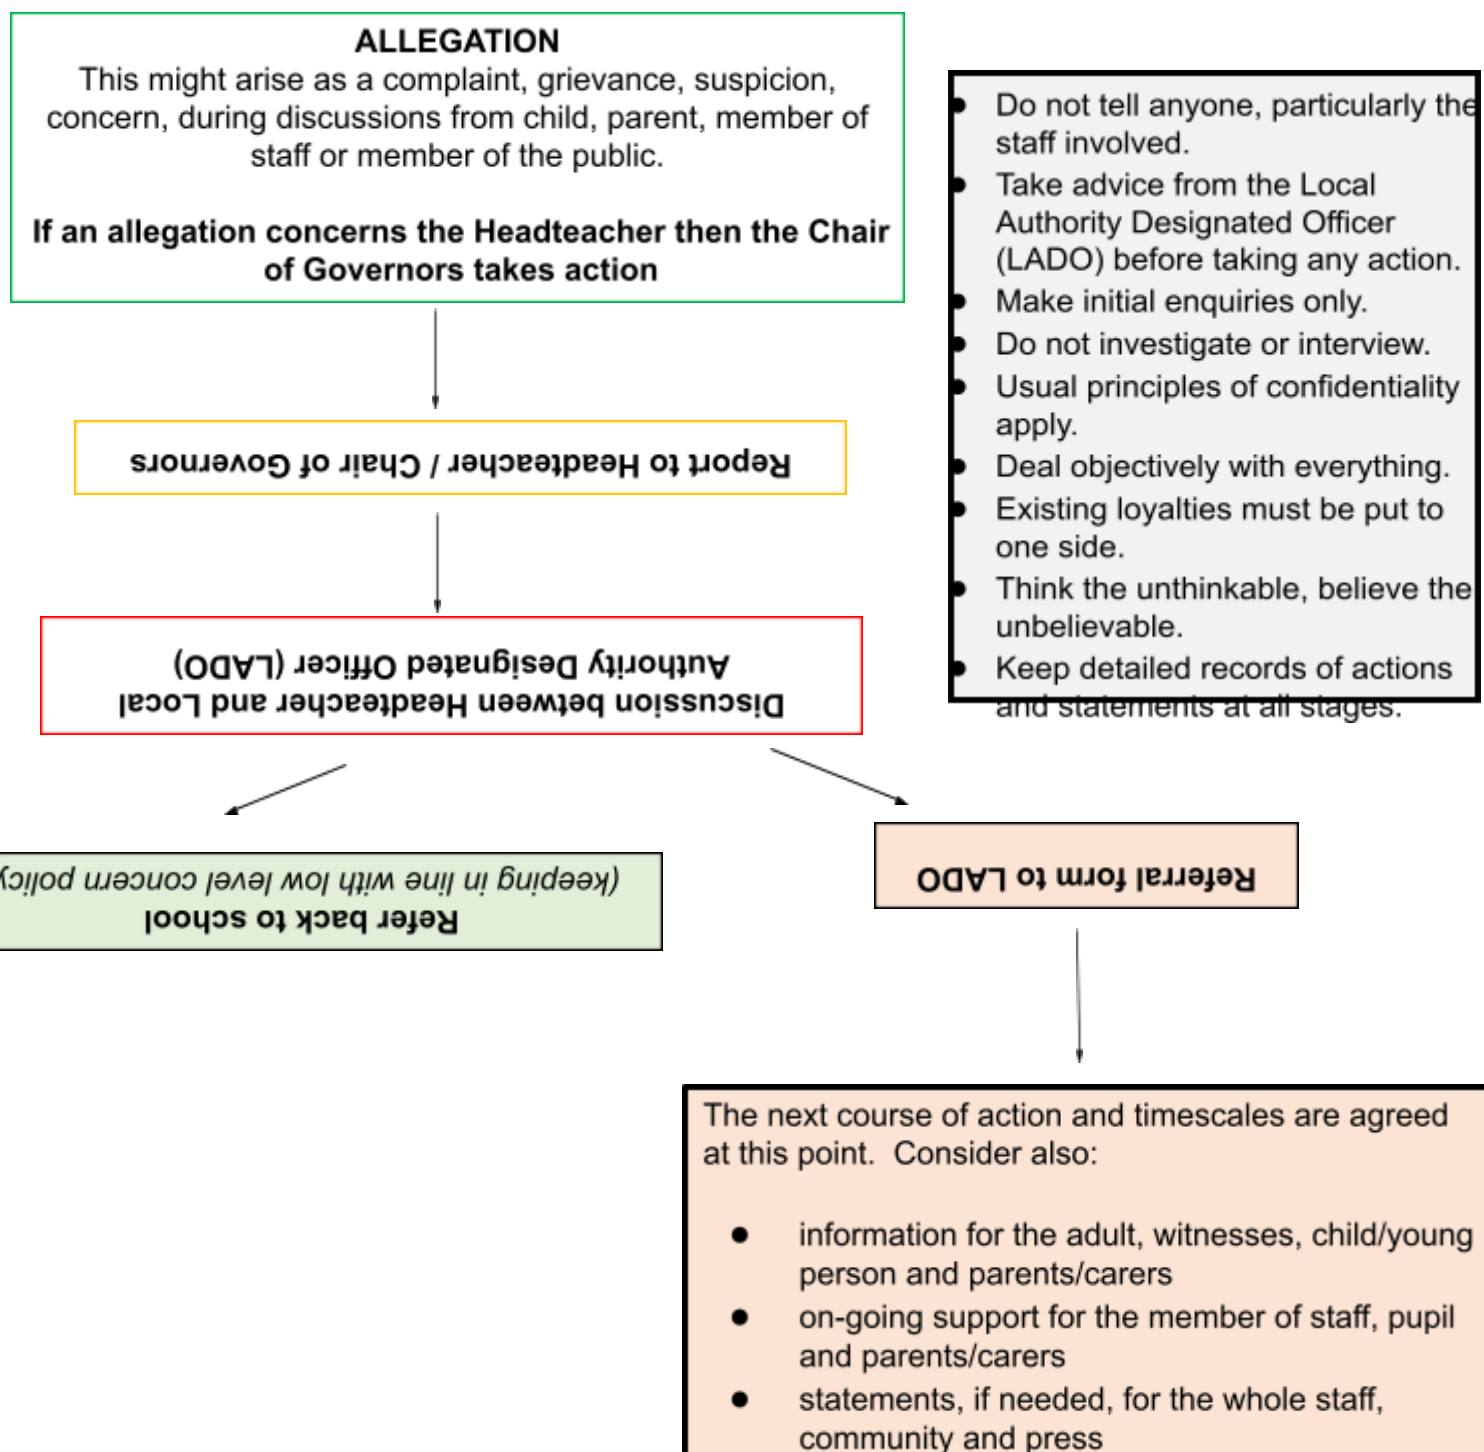 ALLEGATION
This might arise as a complaint, grievance, suspicion,
concern, during discussions from child, parent, member of
staff or member of the public.
If an allegation concerns the Headteacher then the Chair
of Governors takes action
Report to Headteacher / Chair of Governors
Discussion between Headteacher and Local
Authority Designated Officer (LADO)
Refer back to school
(keeping in line with low level concern policy
Referral form to LADO
● Do not tell anyone, particularly the
staff involved.
● Take advice from the Local
Authority Designated Officer
(LADO) before taking any action.
● Make initial enquiries only.
● Do not investigate or interview.
● Usual principles of confidentiality
apply.
● Deal objectively with everything.
● Existing loyalties must be put to
one side.
● Think the unthinkable, believe the
unbelievable.
● Keep detailed records of actions
and statements at all stages.
The next course of action and timescales are agreed
at this point.  Consider also:
● information for the adult, witnesses, child/young
person and parents/carers
● on-going support for the member of staff, pupil
and parents/carers
● statements, if needed, for the whole staff,
community and press